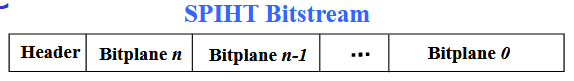 SPIHT Bitstream
Header Bitplane n Bitplane n-1 ... Bitplane 0